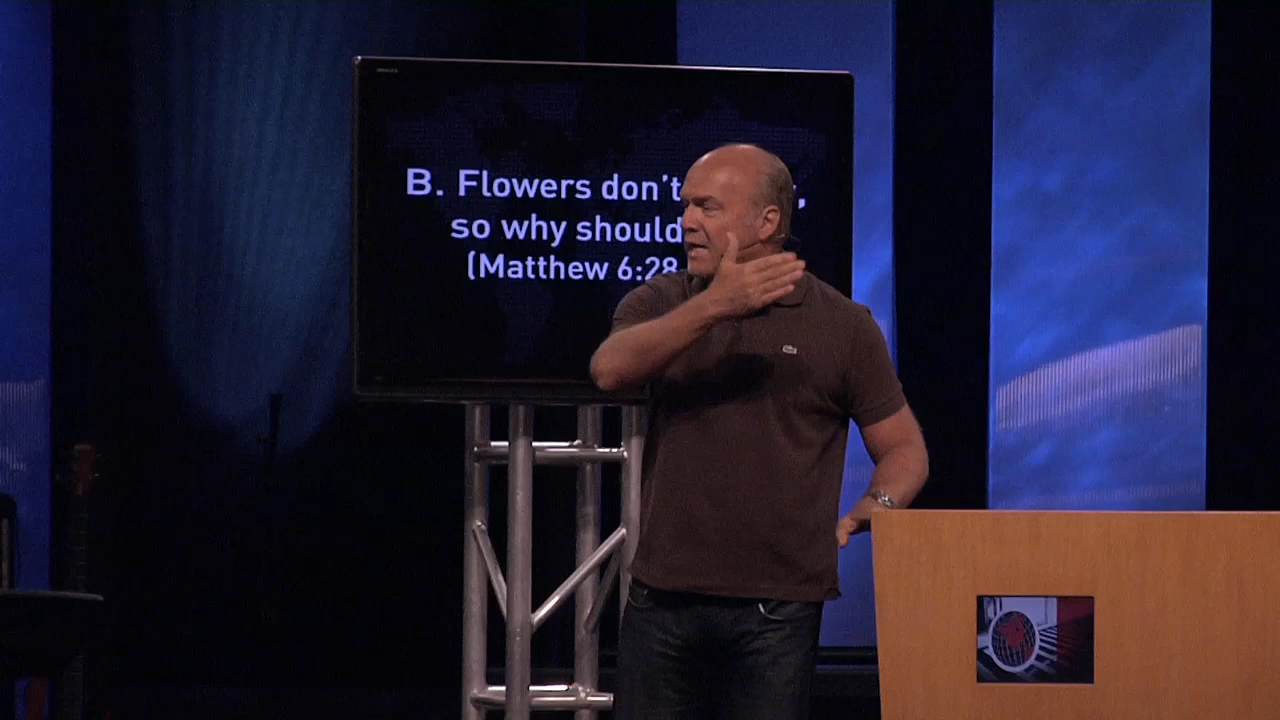 B. Flowers don't ,
so why should
(Matthew 6:28